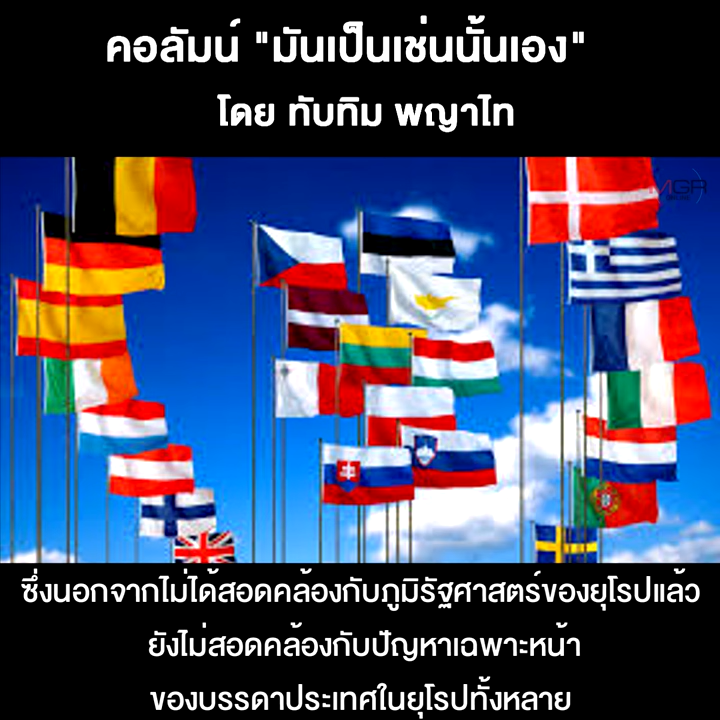 คอลัมน์ "มันเป็นเช่นนั้นเอง"
โดย ทับทิม พญาไท
MGR
ซึ่งนอกจากไม่ได้สอดคล้องกับภูมิรัฐศาสตร์ของยุโรปแล้ว
ยังไม่สอดคล้องกับปัญหาเฉพาะหน้า
ของบรรดาประเทศในยุโรปทั้งหลาย